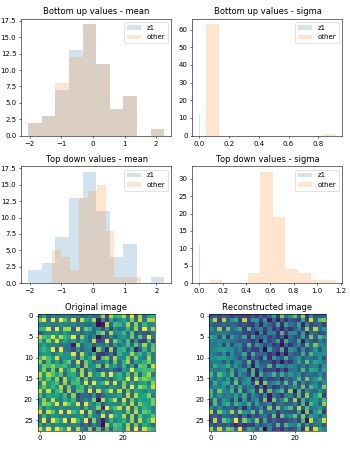 Bottom up values - mean
Bottom up values - sigma
17.5
15.0
12.5
10.0
7.5
5.0
2.5
0.0
−2 −1 0 1 2
z1
other
60
50
40
30
20
10
0
0.0 0.2 0.4 0.6 0.8
z1
other
Top down values - mean
Top down values - sigma
17.5
15.0
12.5
10.0
7.5
5.0
2.5
0.0
−2 −1 0 1 2
z1
other
30
25
20
15
10
5
0
0.0 0.2 0.4 0.6 0.8 1.0 1.2
z1
other
Original image
Reconstructed image
0
5
10
15
20
25
0 10 20
0
5
10
15
20
25
0 10 20